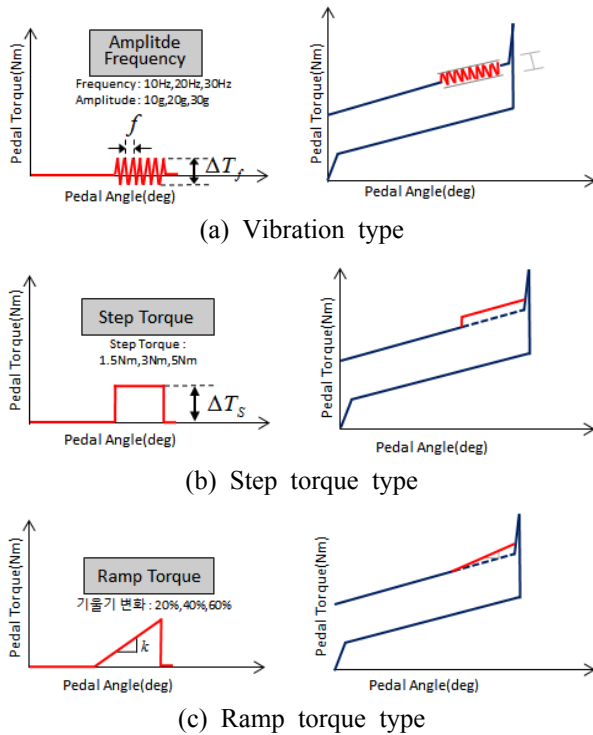 Amplitde
Frequency
Frequency: 10Hz,20Hz,30Hz
Amplitude : 10g,20g,30g
f
ΔT_f
Pedal Torque(Nm)
Pedal Angle(deg)
Pedal Torque(Nm)
Pedal Angle(deg)
(a) Vibration type
Step Torque
Step Torque :
1.5Nm,3Nm,5Nm
ΔT_S
Pedal Torque(Nm)
Pedal Angle(deg)
Pedal Torque(Nm)
Pedal Angle(deg)
(b) Step torque type
Ramp Torque
기울기 변화 : 20%,40%,60%
k
Pedal Torque(Nm)
Pedal Angle(deg)
Pedal Torque(Nm)
Pedal Angle(deg)
(c) Ramp torque type